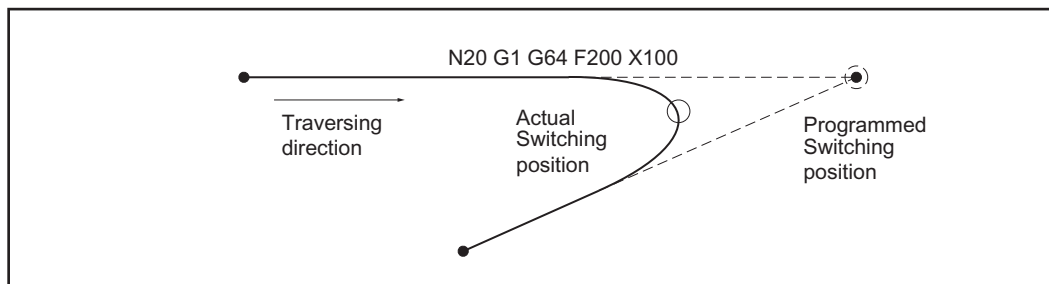 N20 G1 G64 F200 X100
Traversing
direction
Actual
Switching
position
Programmed
Switching
position